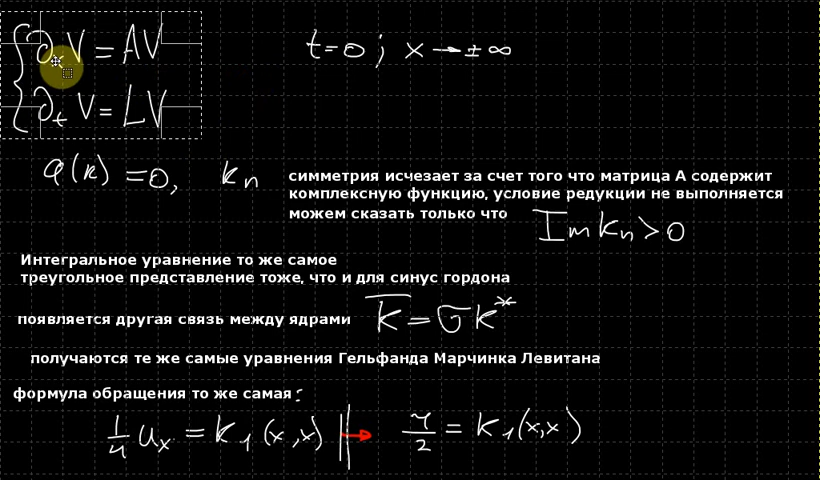 ∂ₓ V = AV
t=0 ; x → ±∞
∂ₜ V = LV
a(k) = 0, kₙ
симметрия исчезает за счет того что матрица А содержит
комплексную функцию, условие редукции не выполняется
можем сказать только что Im kₙ > 0
Интегральное уравнение то же самое
треугольное представление тоже, что и для синус гордона
появляется другая связь между ядрами K̅ = σK*
получаются те же самые уравнения Гельфанда Марчинка Левитана
формула обращения то же самая:
1/4 uₓ = K₁(x,x) || → r/2 = K₁(x,x)